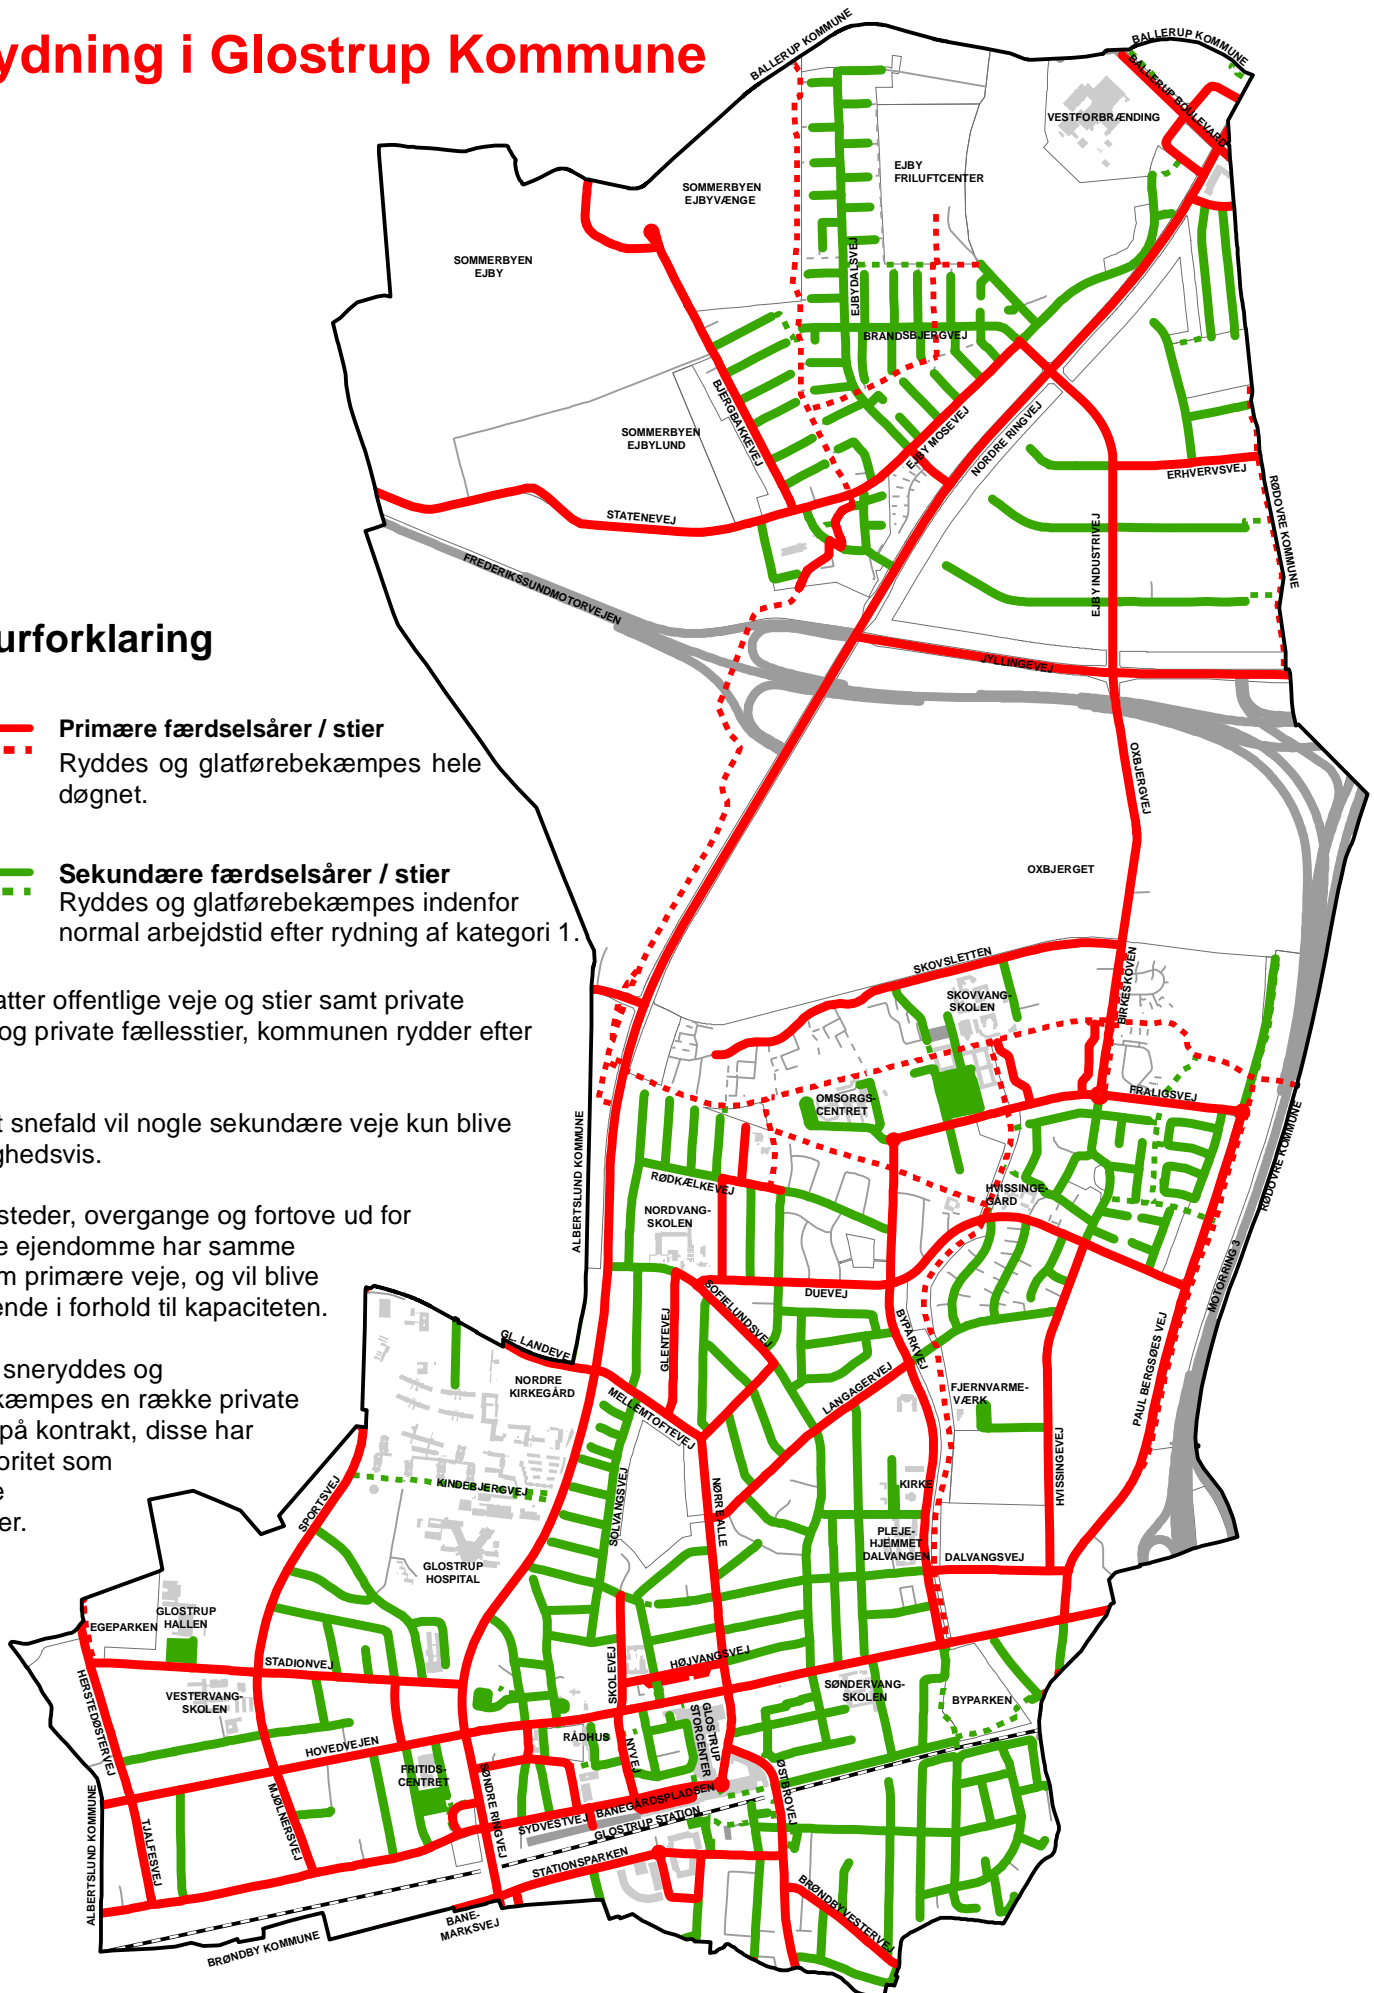 ydning i Glostrup Kommune
BALLERUP KOMMUNE
BALLERUP KOMMUNE
BALLERUP BOULEVARD
VESTFORBRÆNDING
EJBY
FRILUFTCENTER
SOMMERBYEN
EJBYVÆNGE
SOMMERBYEN
EJBY
EJBYDALSVEJ
BRANDSBJERGVEJ
BJERGBAKKEVEJ
SOMMERBYEN
EJBYLUND
EJBY MOSEVEJ
NORDRE RINGVEJ
ERHVERVSVEJ
RØDOVRE KOMMUNE
STATENEVEJ
FREDERIKSSUNDMOTORVEJEN
EJBY INDUSTRIVEJ
JYLLINGEVEJ
urforklaring
Primære færdselsårer / stier
Ryddes og glatførebekæmpes hele
døgnet.
Sekundære færdselsårer / stier
Ryddes og glatførebekæmpes indenfor
normal arbejdstid efter rydning af kategori 1.
atter offentlige veje og stier samt private
og private fællesstier, kommunen rydder efter
t snefald vil nogle sekundære veje kun blive
ghedsvis.
steder, overgange og fortove ud for
e ejendomme har samme
m primære veje, og vil blive
ende i forhold til kapaciteten.
sneryddes og
kæmpes en række private
på kontrakt, disse har
oritet som
e
er.
OXBJERGVEJ
OXBJERGET
SKOVSLETTEN
SKOVVANG-
SKOLEN
BIRKESKOVEN
OMSORGS-
CENTRET
FRALIGSVEJ
RØDOVRE KOMMUNE
ALBERTSLUND KOMMUNE
RØDKÆLKEVEJ
NORDVANG-
SKOLEN
HVISSINGE-
GÅRD
MOTORRING 3
DUEVEJ
SOFIELUNDSVEJ
GLENTEVEJ
BYPARKVEJ
GL. LANDEVEJ
NORDRE
KIRKEGÅRD
MELLEMTOFTEVEJ
LANGAGERVEJ
FJERNVARME-
VÆRK
PAUL BERGSØES VEJ
HVISSINGEVEJ
SPORTSVEJ
KINDEBJERGVEJ
SOLVANGSVEJ
NØRRE ALLE
KIRKE
PLEJE-
HJEMMET
DALVANGEN
DALVANGSVEJ
GLOSTRUP
HOSPITAL
EGEPARKEN
GLOSTRUP
HALLEN
STADIONVEJ
HERSTEDØSTERVEJ
VESTERVANG-
SKOLEN
SKOLEVEJ
HØJVANGSVEJ
SØNDERVANG-
SKOLEN
BYPARKEN
HOVEDVEJEN
RÅDHUS
NYVEJ
GLOSTRUP
STORCENTER
FRITIDS-
CENTRET
MJØLNERSVEJ
SØNDRE RINGVEJ
ØSTBROVEJ
SYDVESTVEJ
BANEGÅRDSPLADSEN
GLOSTRUP STATION
ALBERTSLUND KOMMUNE
TJALFESVEJ
STATIONSPARKEN
BRØNDBYVESTERVEJ
BANE-
MARKSVEJ
BRØNDBY KOMMUNE